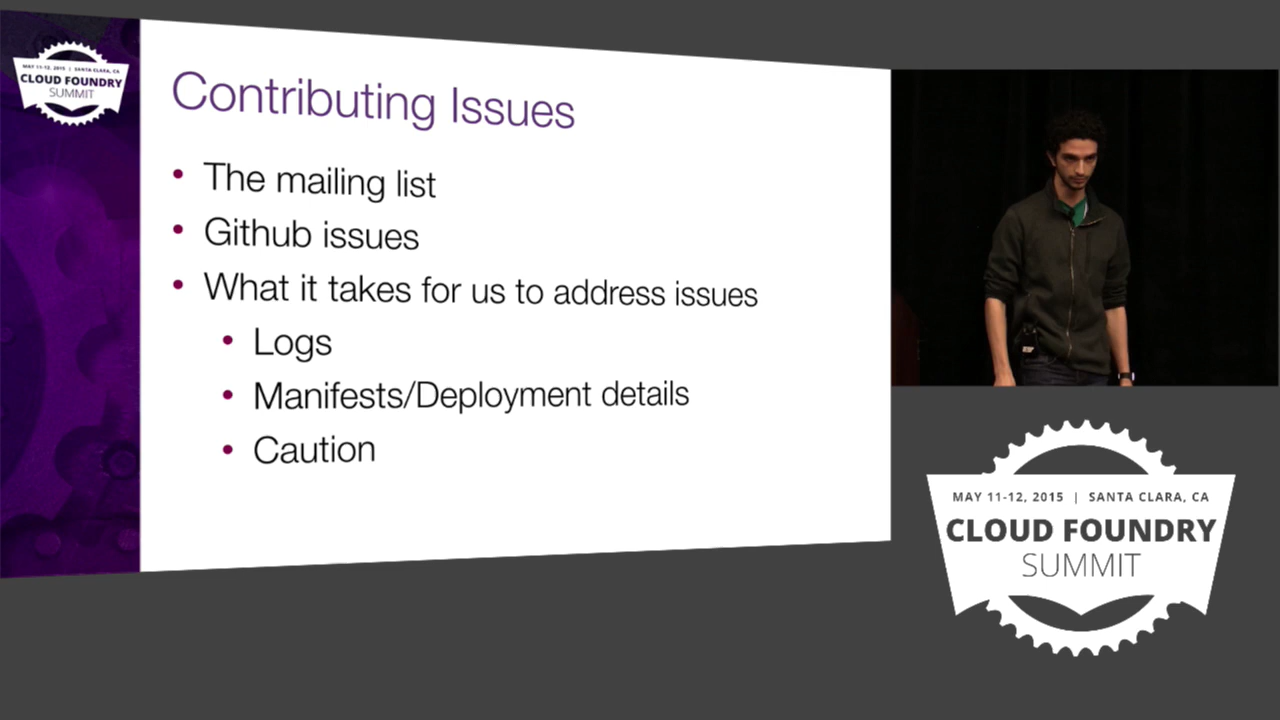 MAY 11-12, 2015 | SANTA CLARA, CA
CLOUD FOUNDRY
SUMMIT
Contributing Issues
• The mailing list
• Github issues
• What it takes for us to address issues
• Logs
• Manifests/Deployment details
• Caution
MAY 11-12, 2015 | SANTA CLARA, CA
CLOUD FOUNDRY
SUMMIT